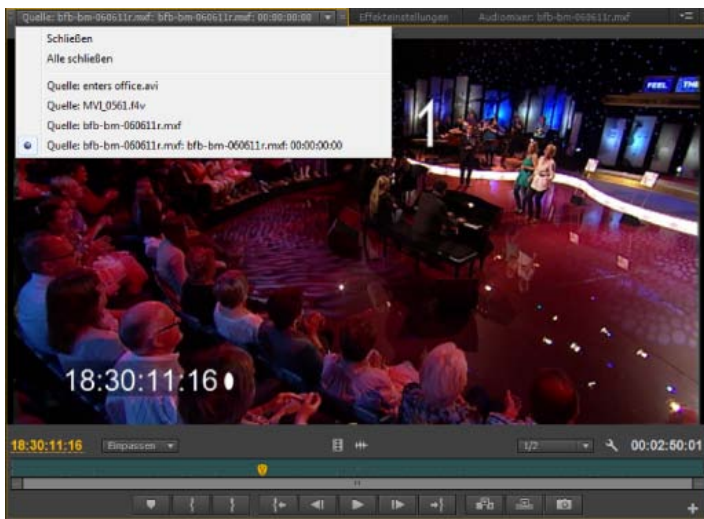 Quelle: bfb-bm-060611r.mxf: bfb-bm-060611r.mxf: 00:00:00:00
Effekteinstellungen
Audiomixer: bfb-bm-060611r.mxf
Schließen
Alle schließen
Quelle: enters office.avi
Quelle: MVI_0561.f4v
Quelle: bfb-bm-060611r.mxf
Quelle: bfb-bm-060611r.mxf: bfb-bm-060611r.mxf: 00:00:00:00
FEEL THE
1
18:30:11:16
18:30:11:16
Einpassen
1/2
00:02:50:01